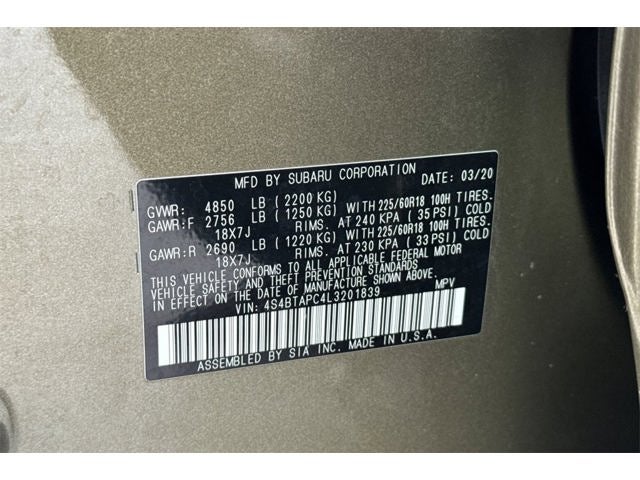 MFD BY SUBARU CORPORATION DATE: 03/20
GVWR: 4850 LB (2200 KG)
GAWR:F 2756 LB (1250 KG) WITH 225/60R18 100H TIRES.
18X7J RIMS. AT 240 KPA ( 35 PSI) COLD
GAWR:R 2690 LB (1220 KG) WITH 225/60R18 100H TIRES.
18X7J RIMS. AT 230 KPA ( 33 PSI) COLD
THIS VEHICLE CONFORMS TO ALL APPLICABLE FEDERAL MOTOR
VEHICLE SAFETY AND THEFT PREVENTION STANDARDS IN
EFFECT ON THE DATE OF MANUFACTURE SHOWN ABOVE.
VIN: 4S4BTAPC4L3201839 MPV
ASSEMBLED BY SIA INC. MADE IN U.S.A.